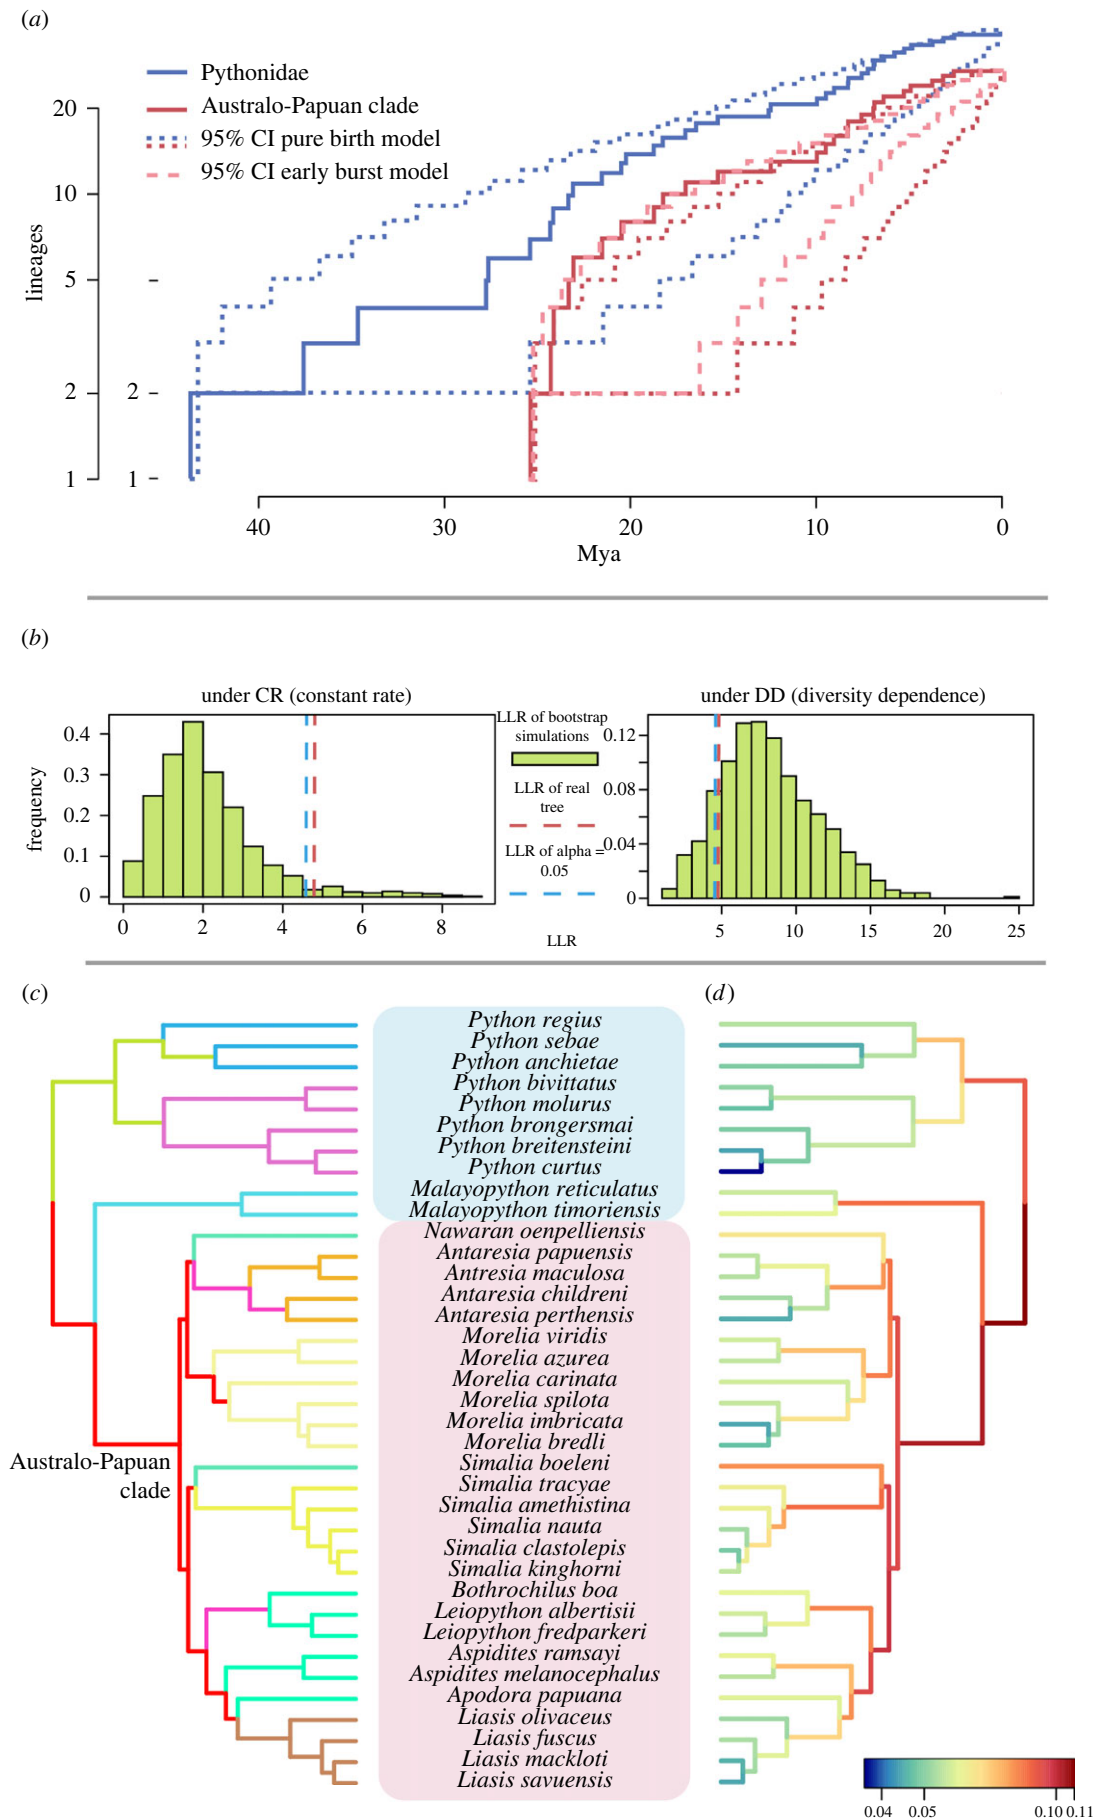 (a)
Pythonidae
Australo-Papuan clade
95% CI pure birth model
95% CI early burst model
lineages
20
10
5
2
1
2
1
40 30 20 10 0
Mya
(b)
under CR (constant rate)
under DD (diversity dependence)
frequency
0.4
0.3
0.2
0.1
0
0 2 4 6 8
LLR of bootstrap
simulations
LLR of real
tree
LLR of alpha =
0.05
LLR
0.12
0.08
0.04
0
5 10 15 20 25
(c)
(d)
Python regius
Python sebae
Python anchietae
Python bivittatus
Python molurus
Python brongersmai
Python breitensteini
Python curtus
Malayopython reticulatus
Malayopython timoriensis
Nawaran oenpelliensis
Antaresia papuensis
Antresia maculosa
Antaresia childreni
Antaresia perthensis
Morelia viridis
Morelia azurea
Morelia carinata
Morelia spilota
Morelia imbricata
Morelia bredli
Australo-Papuan
clade
Simalia boeleni
Simalia tracyae
Simalia amethistina
Simalia nauta
Simalia clastolepis
Simalia kinghorni
Bothrochilus boa
Leiopython albertisii
Leiopython fredparkeri
Aspidites ramsayi
Aspidites melanocephalus
Apodora papuana
Liasis olivaceus
Liasis fuscus
Liasis mackloti
Liasis savuensis
0.04 0.05 0.10 0.11